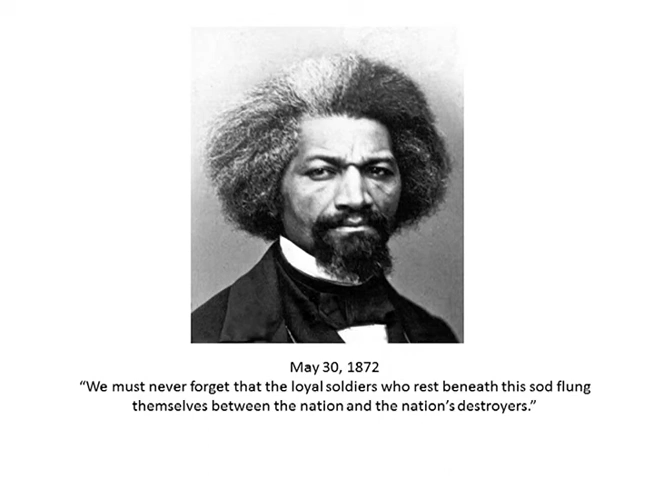 May 30, 1872
“We must never forget that the loyal soldiers who rest beneath this sod flung
themselves between the nation and the nation’s destroyers.”